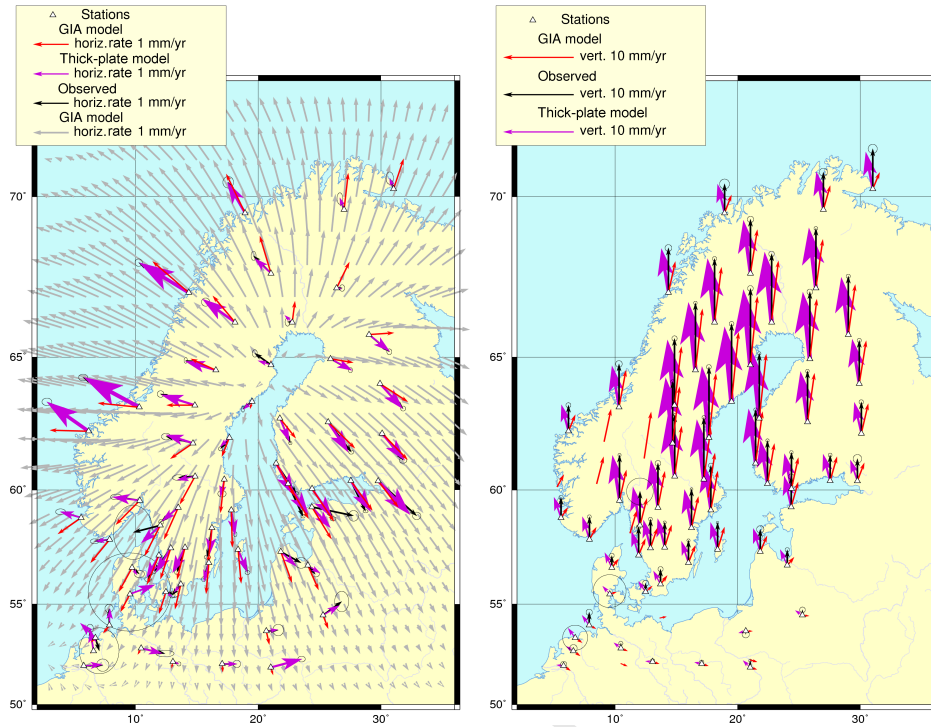 Stations
GIA model
horiz.rate 1 mm/yr
Thick-plate model
horiz.rate 1 mm/yr
Observed
horiz.rate 1 mm/yr
GIA model
horiz.rate 1 mm/yr
70°
65°
60°
55°
50°
10°
20°
30°
Stations
GIA model
vert. 10 mm/yr
Observed
vert. 10 mm/yr
Thick-plate model
vert. 10 mm/yr
70°
65°
60°
55°
50°
10°
20°
30°